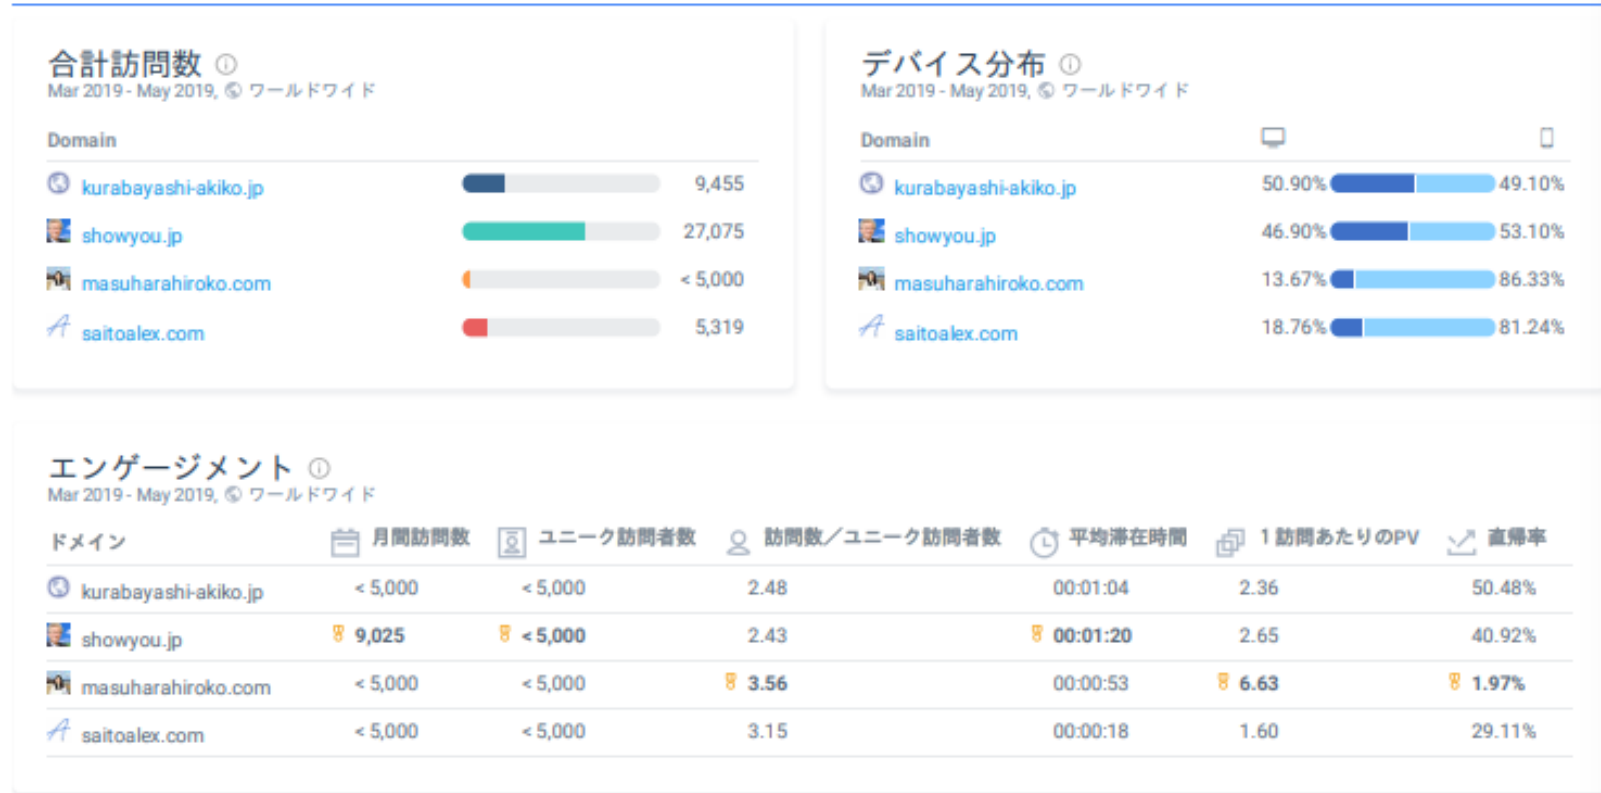 合計訪問数
Mar 2019 - May 2019, ワールドワイド
Domain
kurabayashi-akiko.jp 9,455
showyou.jp 27,075
masuharahiroko.com < 5,000
saitoalex.com 5,319
デバイス分布
Mar 2019 - May 2019, ワールドワイド
Domain
kurabayashi-akiko.jp 50.90% 49.10%
showyou.jp 46.90% 53.10%
masuharahiroko.com 13.67% 86.33%
saitoalex.com 18.76% 81.24%
エンゲージメント
Mar 2019 - May 2019, ワールドワイド
ドメイン 月間訪問数 ユニーク訪問者数 訪問数／ユニーク訪問者数 平均滞在時間 1訪問あたりのPV 直帰率
kurabayashi-akiko.jp < 5,000 < 5,000 2.48 00:01:04 2.36 50.48%
showyou.jp 9,025 < 5,000 2.43 00:01:20 2.65 40.92%
masuharahiroko.com < 5,000 < 5,000 3.56 00:00:53 6.63 1.97%
saitoalex.com < 5,000 < 5,000 3.15 00:00:18 1.60 29.11%